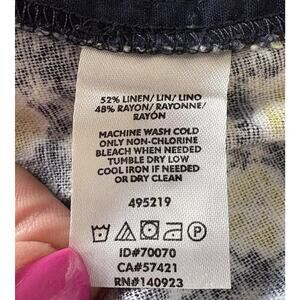 52% LINEN/ LIN/ LINO
48% RAYON/ RAYONNE/
RAYÓN
MACHINE WASH COLD
ONLY NON-CHLORINE
BLEACH WHEN NEEDED
TUMBLE DRY LOW
COOL IRON IF NEEDED
OR DRY CLEAN
495219
ID#70070
CA#57421
RN#140923